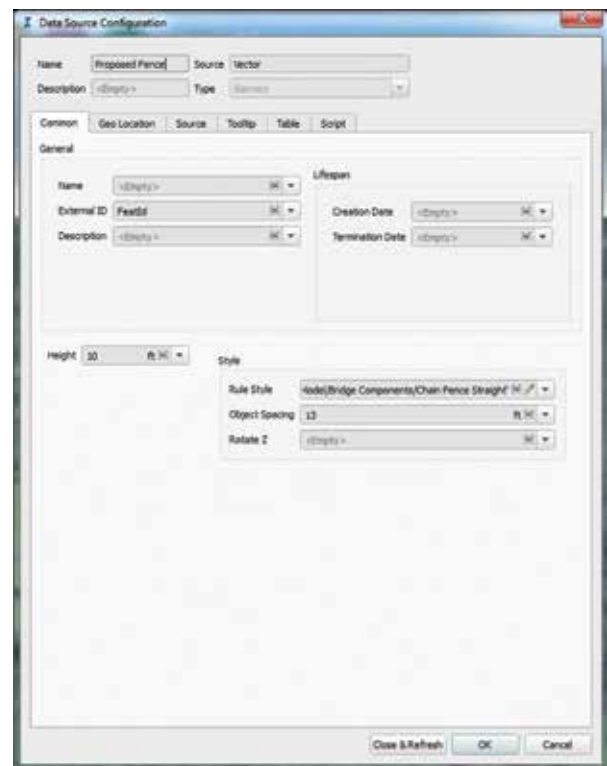 Data Source Configuration
Name Proposed Fence Source Vector
Description <Empty> Type Barriers
Common Geo Location Source Tooltip Table Script
General
Lifespan
Name <Empty>
External ID FeatId
Creation Date <Empty>
Description <Empty>
Termination Date <Empty>
Height 10 ft
Style
Rule Style Model/Bridge Components/Chain Fence Straight"
Object Spacing 13 ft
Rotate Z <Empty>
Close & Refresh OK Cancel